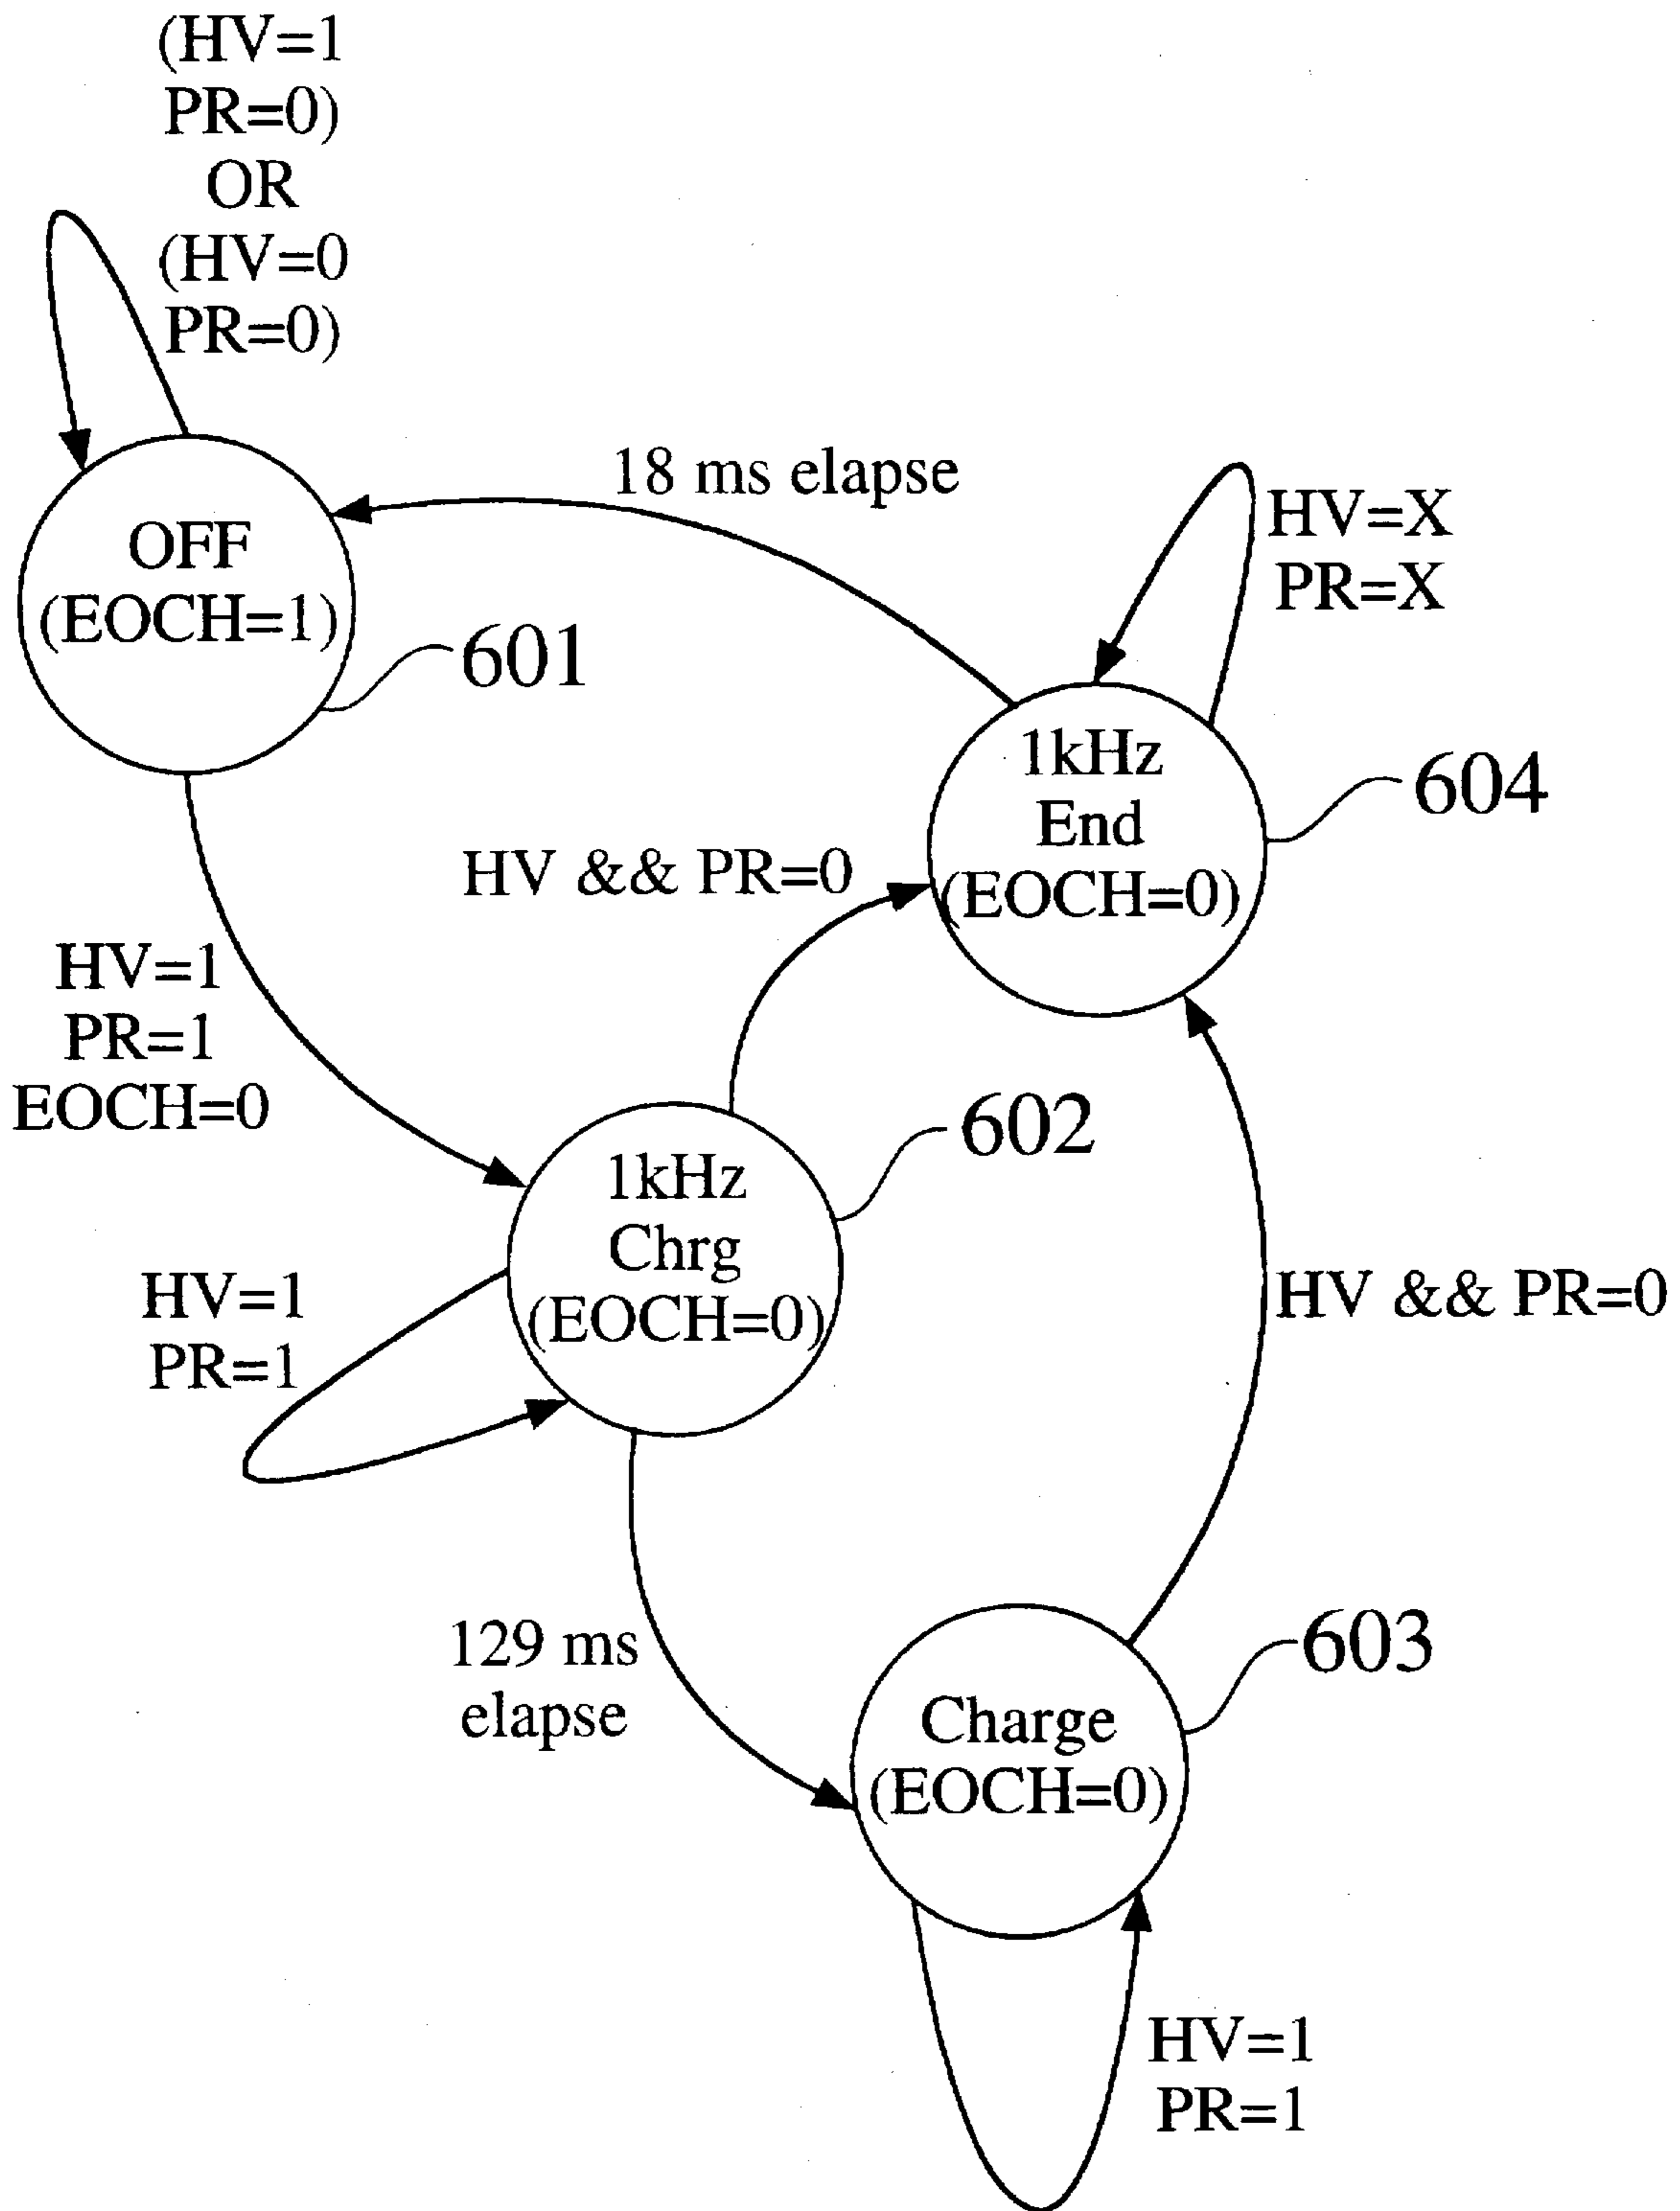 (HV=1
PR=0)
OR
(HV=0
PR=0)
18 ms elapse
HV=X
PR=X
OFF
(EOCH=1)
601
1kHz
End
(EOCH=0)
604
HV && PR=0
HV=1
PR=1
EOCH=0
602
1kHz
Chrg
(EOCH=0)
HV=1
PR=1
HV && PR=0
129 ms
elapse
603
Charge
(EOCH=0)
HV=1
PR=1